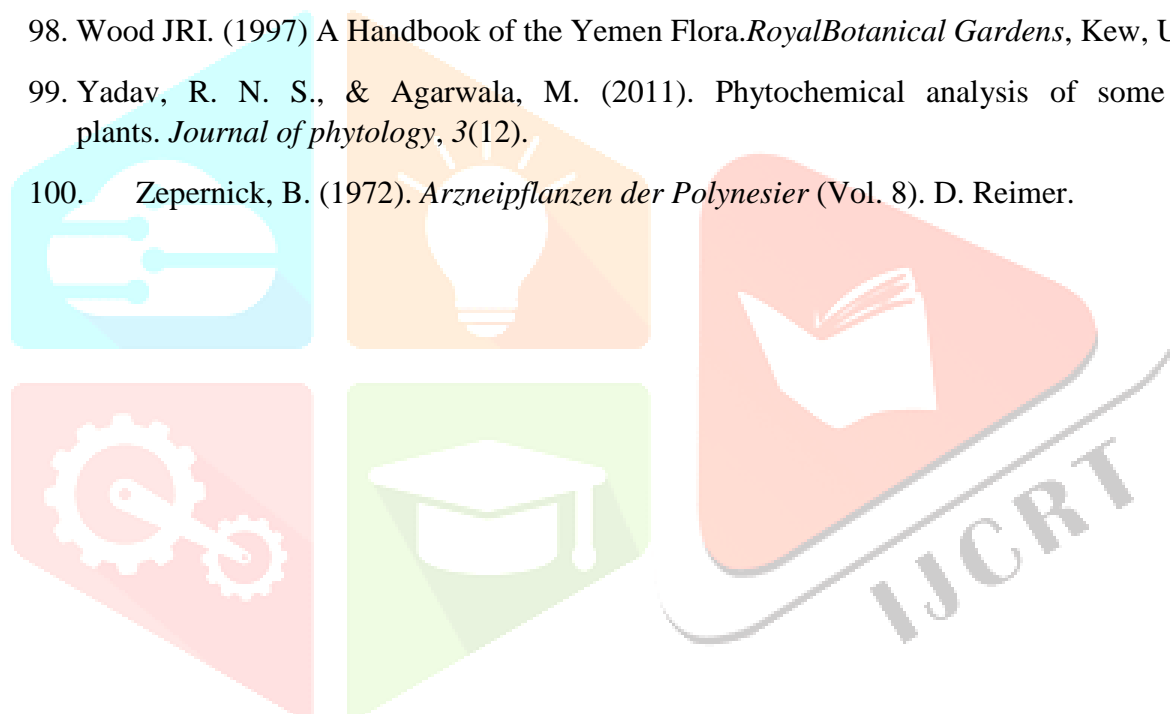 98. Wood JRI. (1997) A Handbook of the Yemen Flora.RoyalBotanical Gardens, Kew, U
99. Yadav, R. N. S., & Agarwala, M. (2011). Phytochemical analysis of some
plants. Journal of phytology, 3(12).
100. Zepernick, B. (1972). Arzneipflanzen der Polynesier (Vol. 8). D. Reimer.
IJCRT